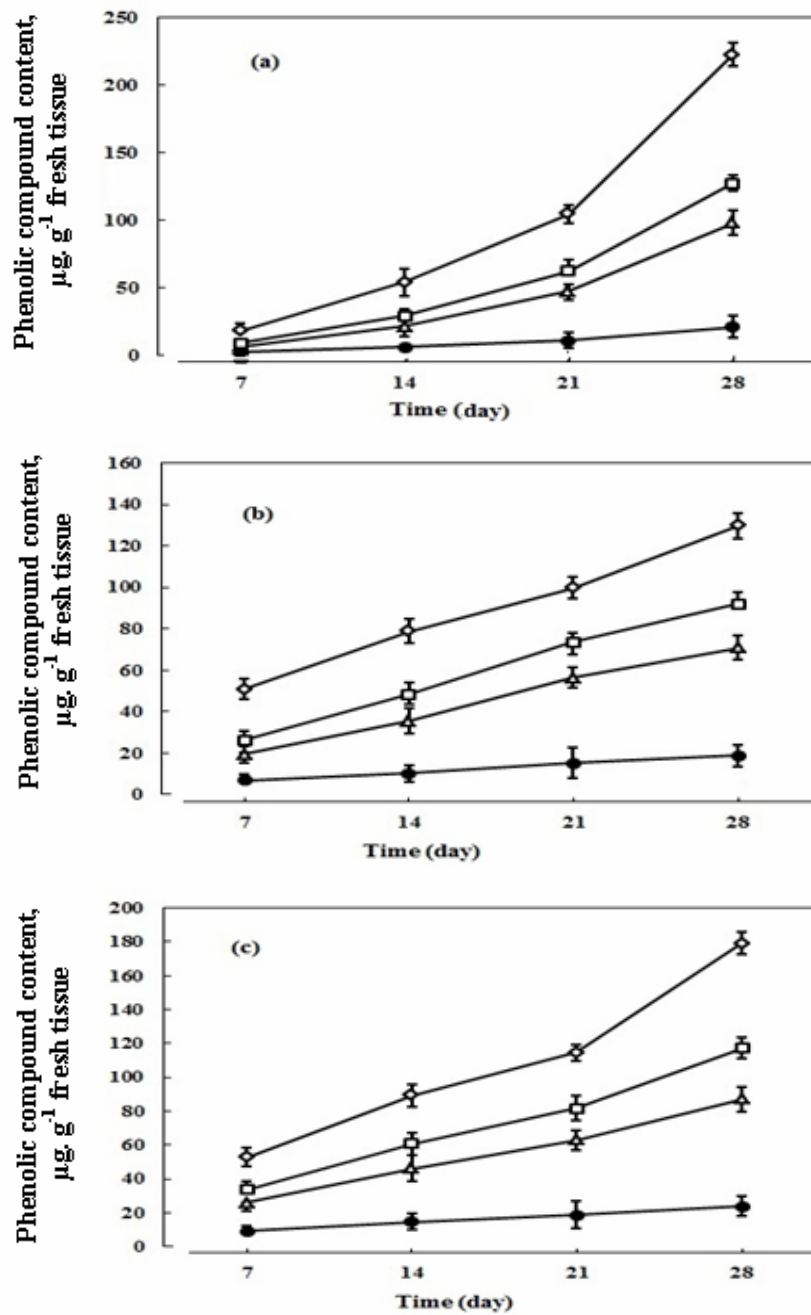 Phenolic compound content,
µg. g-1 fresh tissue
250
200
150
100
50
0
(a)
7 14 21 28
Time (day)
Phenolic compound content,
µg. g-1 fresh tissue
160
140
120
100
80
60
40
20
0
(b)
7 14 21 28
Time (day)
Phenolic compound content,
µg. g-1 fresh tissue
200
180
160
140
120
100
80
60
40
20
0
(c)
7 14 21 28
Time (day)